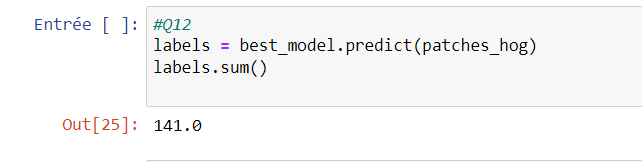 Entrée [ ]: #Q12
labels = best_model.predict(patches_hog)
labels.sum()
Out[25]: 141.0